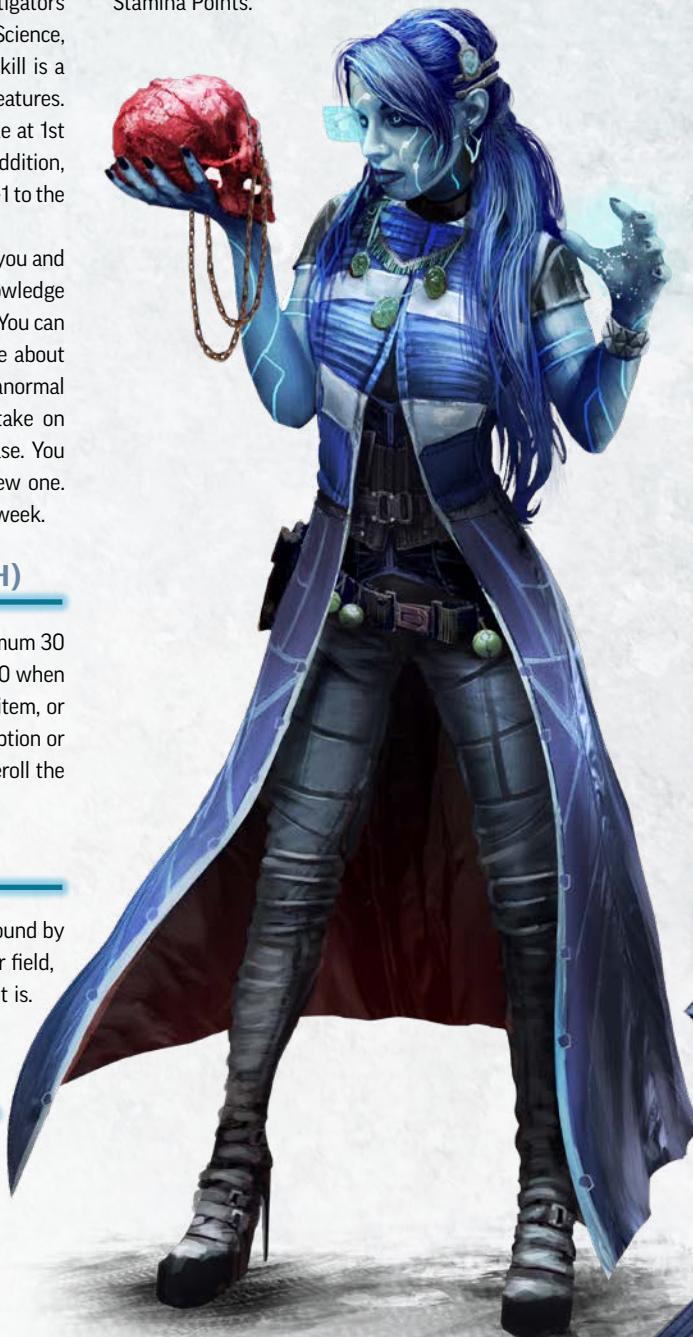 tigators
Science,
kill is a
eatures.
e at 1st
ddition,
1 to the
you and
owledge
You can
e about
anormal
take on
se. You
ew one.
week.
H)
mum 30
0 when
item, or
ption or
eroll the
ound by
r field,
t is.
Stamina Points.